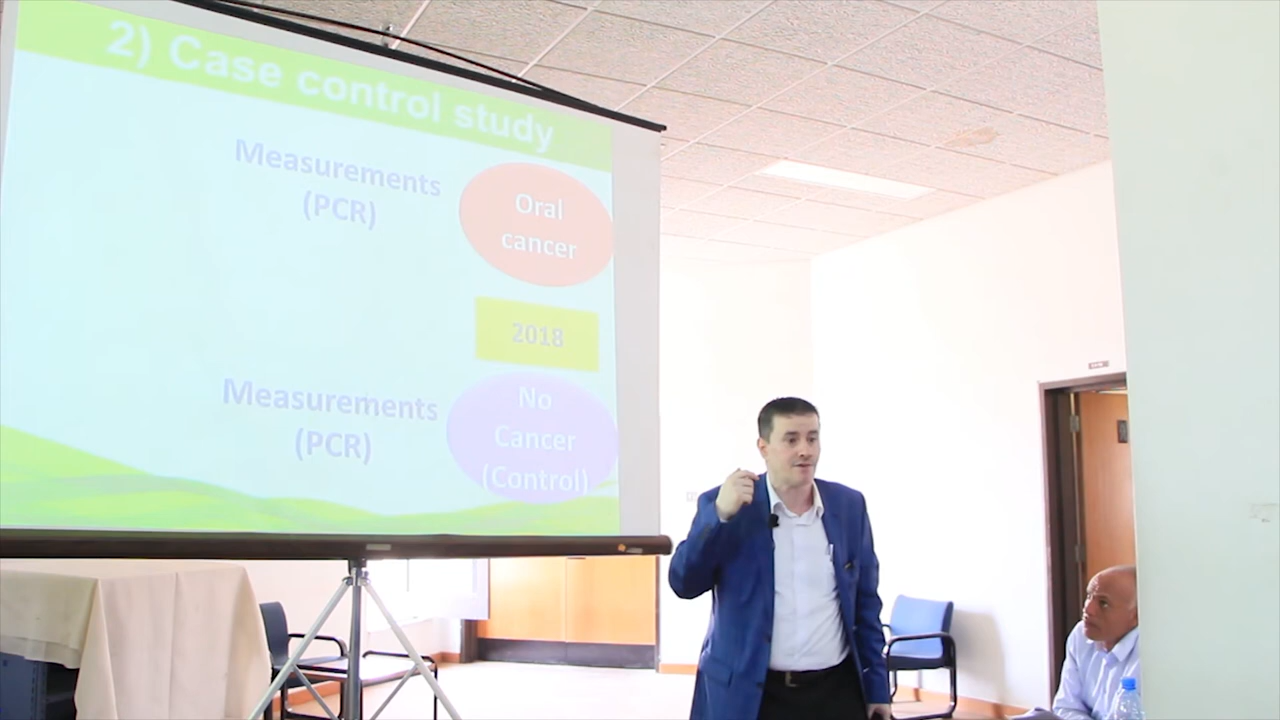 2) Case control study
Measurements
(PCR)
Oral
cancer
2018
Measurements
(PCR)
No
Cancer
(Control)